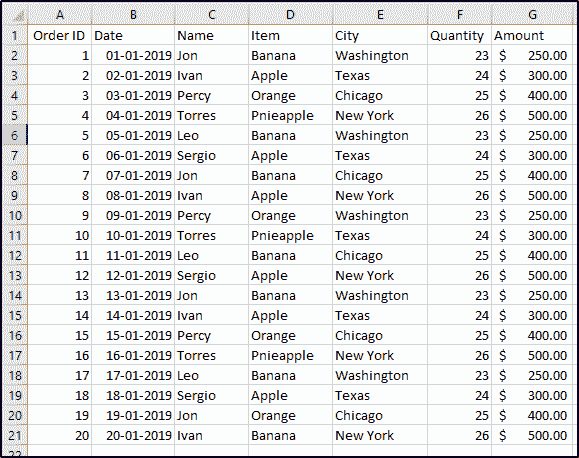 A B C D E F G
1 Order ID Date Name Item City Quantity Amount
2 1 01-01-2019 Jon Banana Washington 23 $ 250.00
3 2 02-01-2019 Ivan Apple Texas 24 $ 300.00
4 3 03-01-2019 Percy Orange Chicago 25 $ 400.00
5 4 04-01-2019 Torres Pnieapple New York 26 $ 500.00
6 5 05-01-2019 Leo Banana Washington 23 $ 250.00
7 6 06-01-2019 Sergio Apple Texas 24 $ 300.00
8 7 07-01-2019 Jon Banana Chicago 25 $ 400.00
9 8 08-01-2019 Ivan Apple New York 26 $ 500.00
10 9 09-01-2019 Percy Orange Washington 23 $ 250.00
11 10 10-01-2019 Torres Pnieapple Texas 24 $ 300.00
12 11 11-01-2019 Leo Banana Chicago 25 $ 400.00
13 12 12-01-2019 Sergio Apple New York 26 $ 500.00
14 13 13-01-2019 Jon Banana Washington 23 $ 250.00
15 14 14-01-2019 Ivan Apple Texas 24 $ 300.00
16 15 15-01-2019 Percy Orange Chicago 25 $ 400.00
17 16 16-01-2019 Torres Pnieapple New York 26 $ 500.00
18 17 17-01-2019 Leo Banana Washington 23 $ 250.00
19 18 18-01-2019 Sergio Apple Texas 24 $ 300.00
20 19 19-01-2019 Jon Orange Chicago 25 $ 400.00
21 20 20-01-2019 Ivan Banana New York 26 $ 500.00